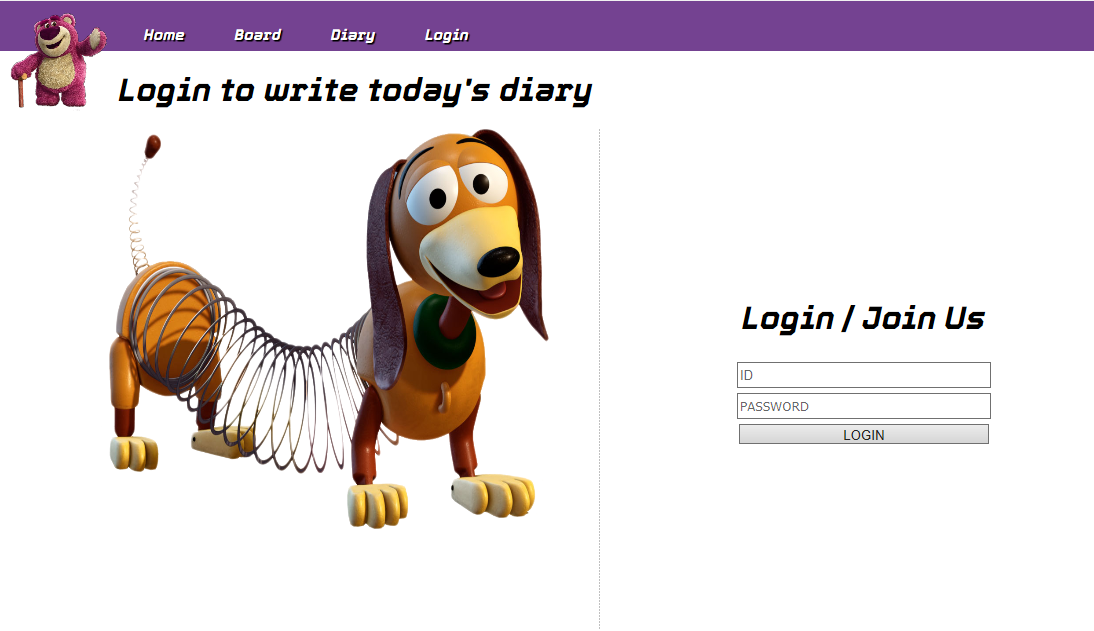 Home Board Diary Login
Login to write today's diary
Login / Join Us
ID
PASSWORD
LOGIN